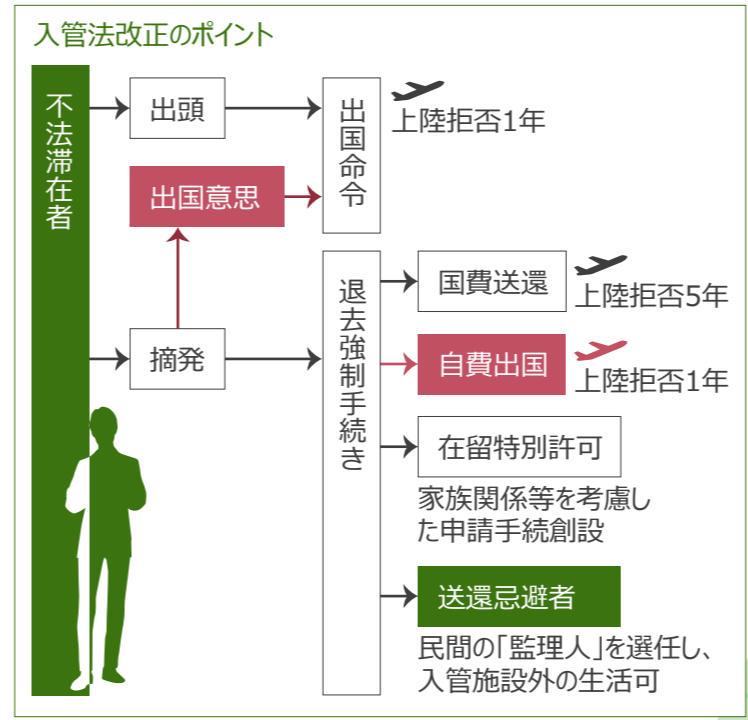 入管法改正のポイント
不法滞在者
出頭
出国命令
上陸拒否1年
出国意思
摘発
退去強制手続き
国費送還
上陸拒否5年
自費出国
上陸拒否1年
在留特別許可
家族関係等を考慮し
た申請手続創設
送還忌避者
民間の「監理人」を選任し、
入管施設外の生活可